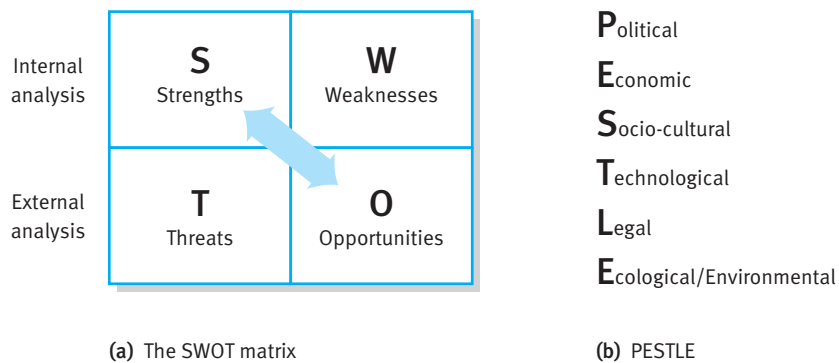 Internal
analysis
S
Strengths
W
Weaknesses
External
analysis
T
Threats
O
Opportunities
(a) The SWOT matrix
Political
Economic
Socio-cultural
Technological
Legal
Ecological/Environmental
(b) PESTLE